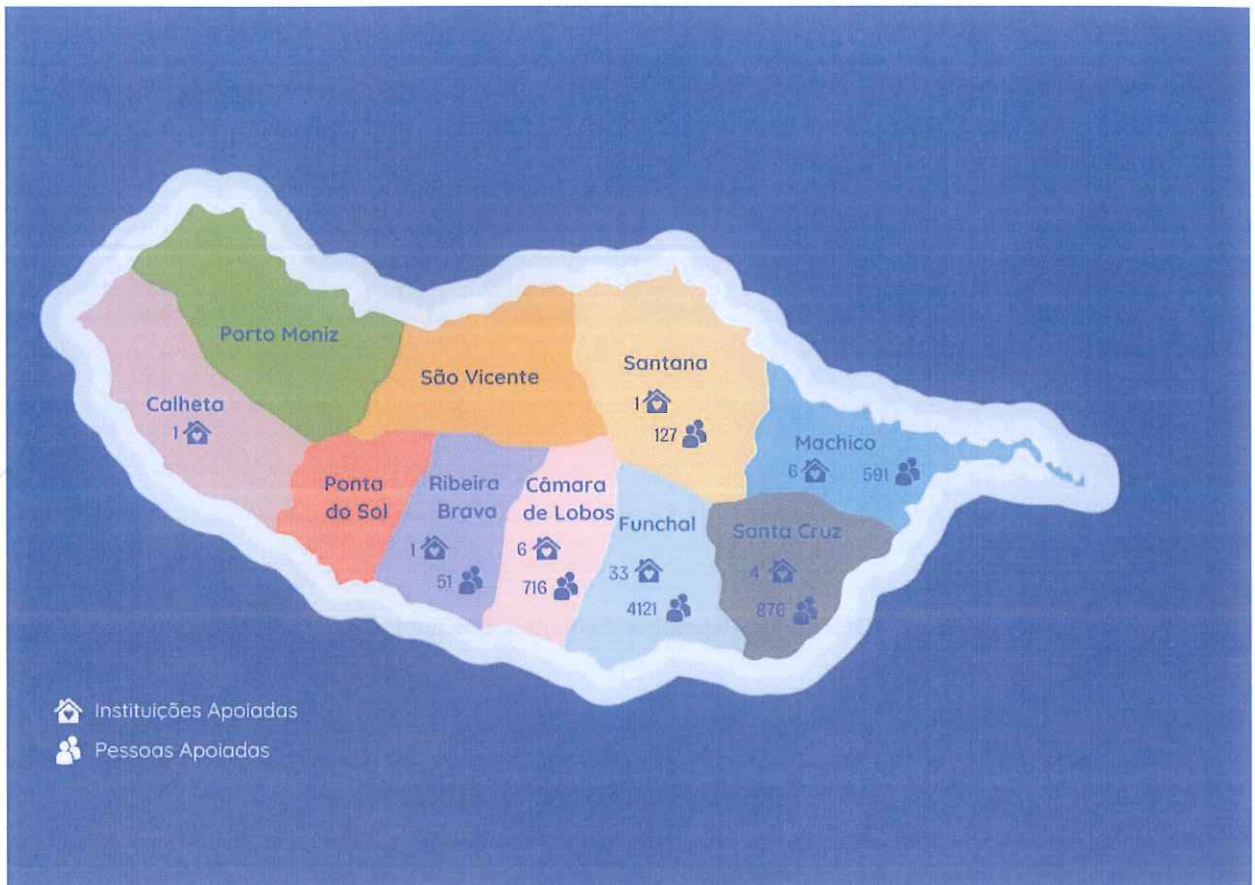 Porto Moniz
São Vicente
Santana
1
127
Calheta
1
Machico
6 591
Ponta
do Sol
Ribeira
Brava
1
51
Câmara
de Lobos
6
716
Funchal
33
4121
Santa Cruz
4
876
Instituições Apoiadas
Pessoas Apoiadas